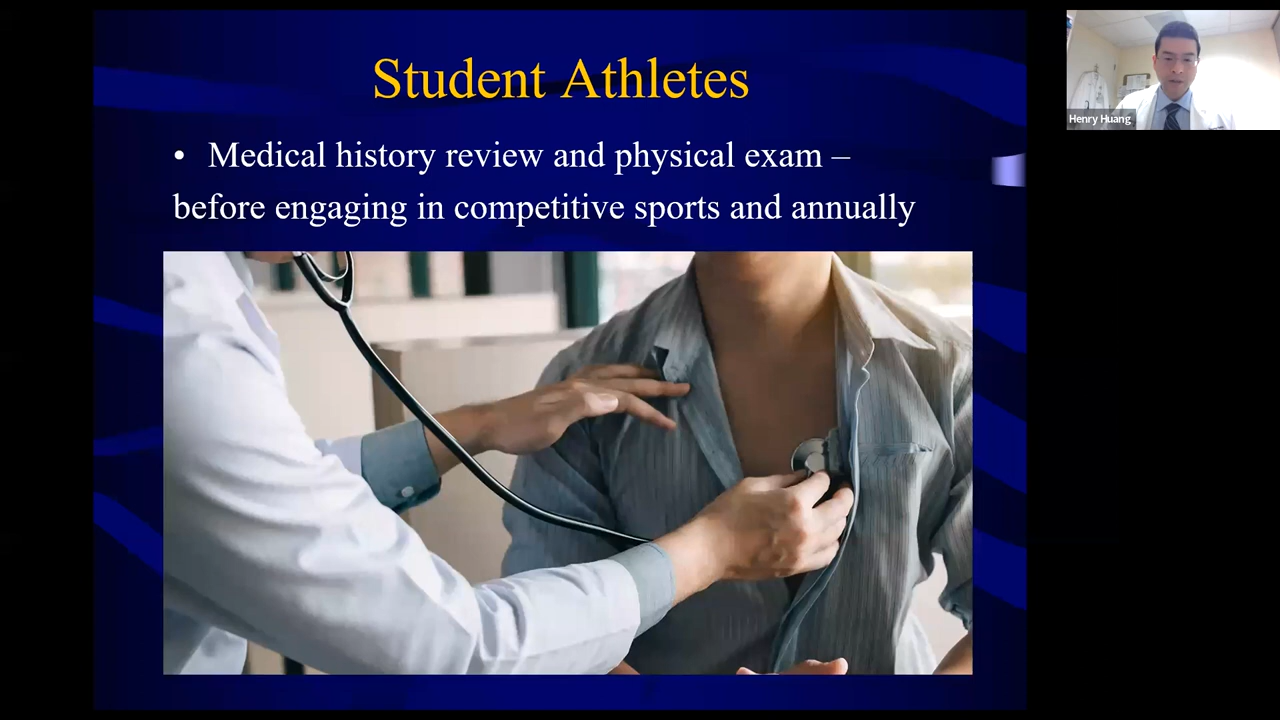 Student Athletes
• Medical history review and physical exam –
before engaging in competitive sports and annually
Henry Huang